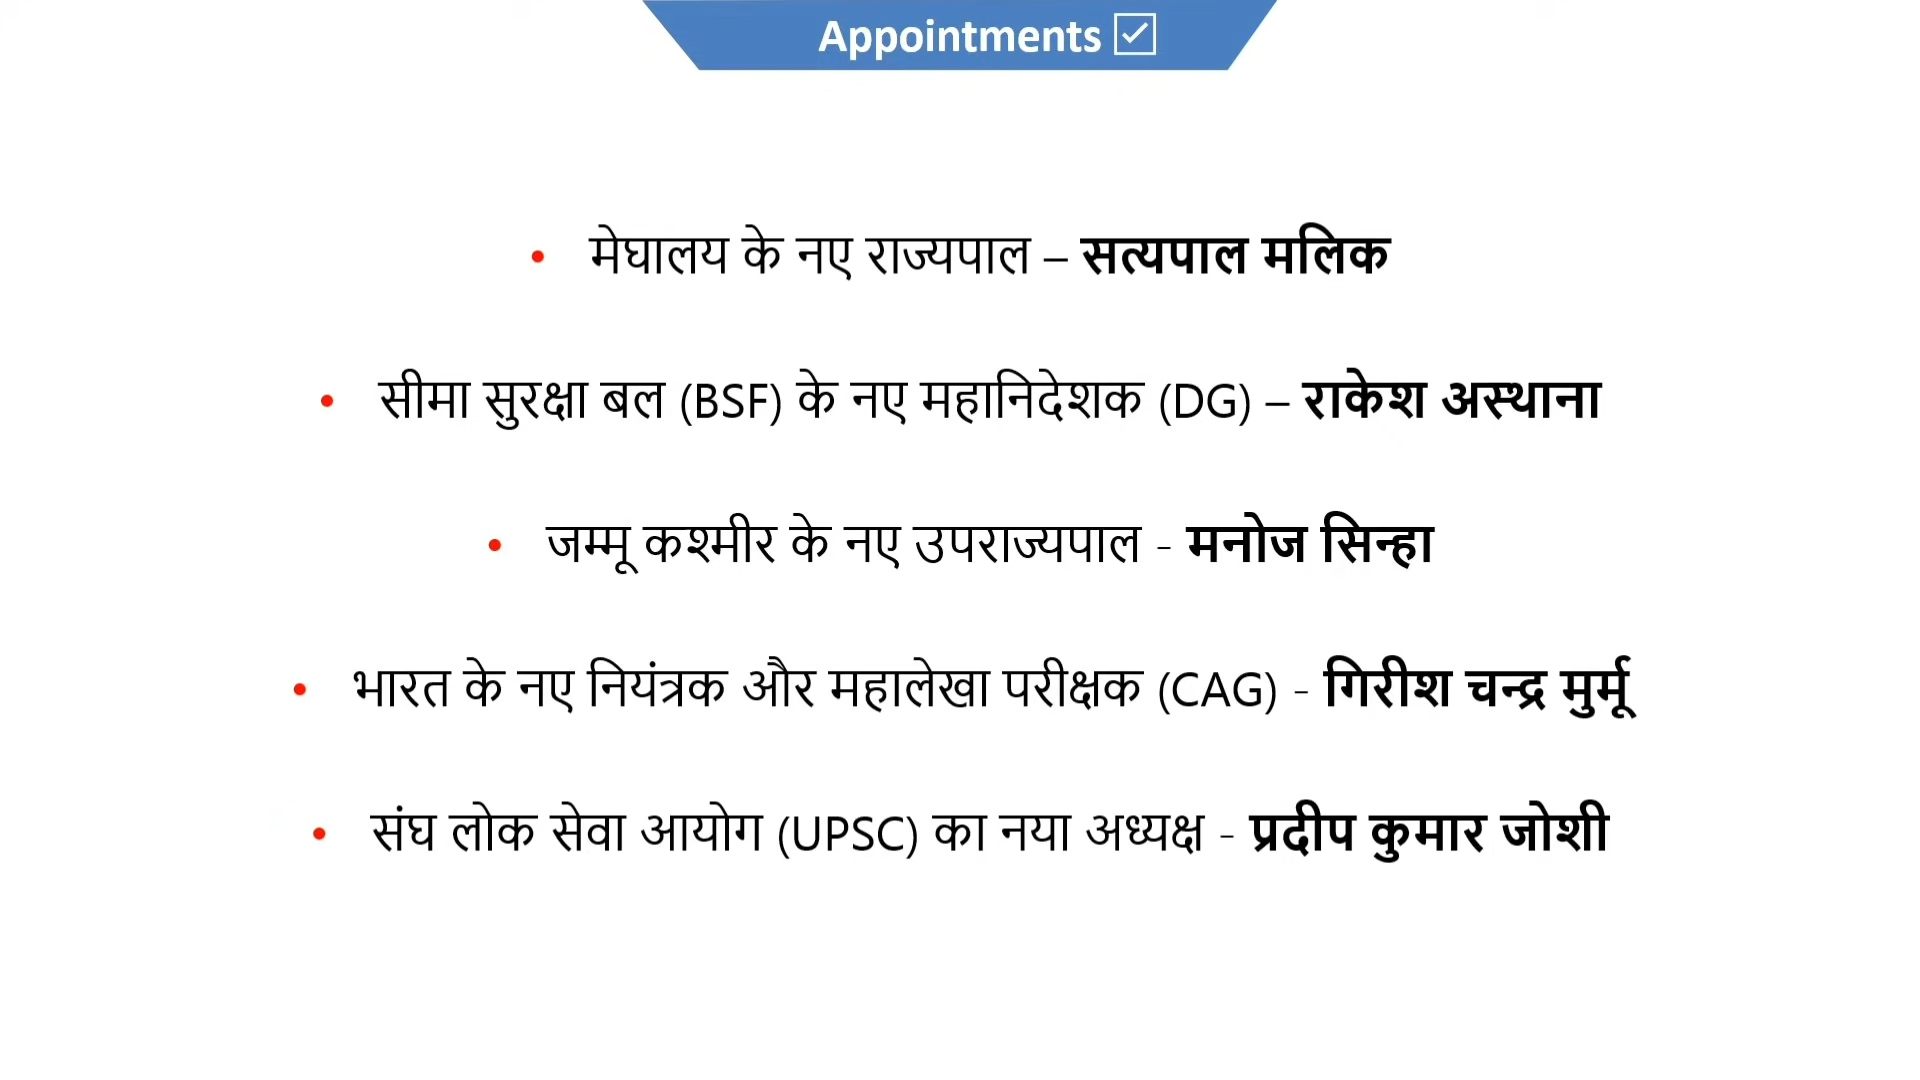 Appointments
• मेघालय के नए राज्यपाल – सत्यपाल मलिक
• सीमा सुरक्षा बल (BSF) के नए महानिदेशक (DG) – राकेश अस्थाना
• जम्मू कश्मीर के नए उपराज्यपाल - मनोज सिन्हा
• भारत के नए नियंत्रक और महालेखा परीक्षक (CAG) - गिरीश चन्द्र मुर्मू
• संघ लोक सेवा आयोग (UPSC) का नया अध्यक्ष - प्रदीप कुमार जोशी